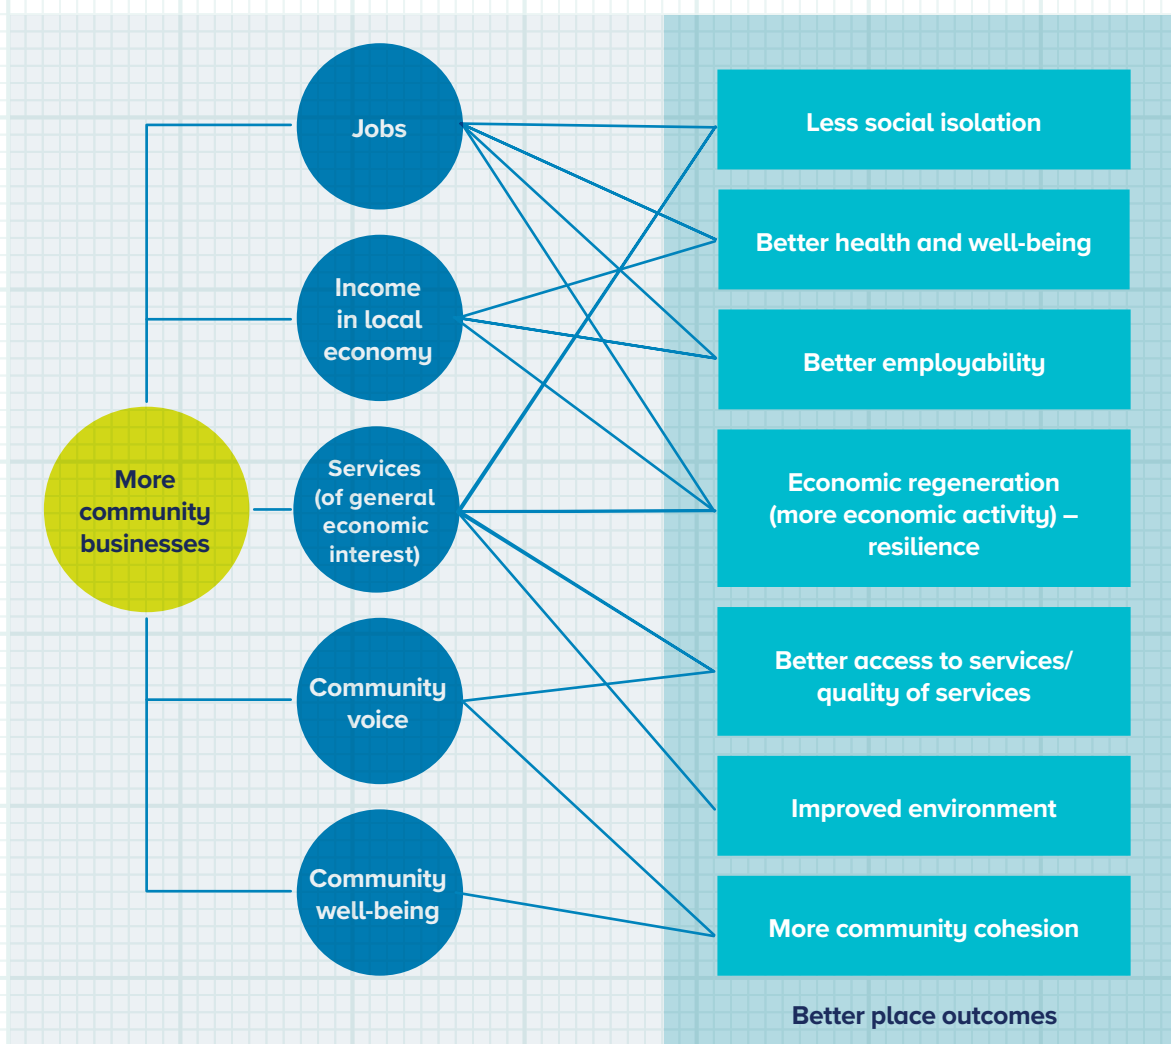 More
community
businesses
Jobs
Income
in local
economy
Services
(of general
economic
interest)
Community
voice
Community
well-being
Less social isolation
Better health and well-being
Better employability
Economic regeneration
(more economic activity) –
resilience
Better access to services/
quality of services
Improved environment
More community cohesion
Better place outcomes